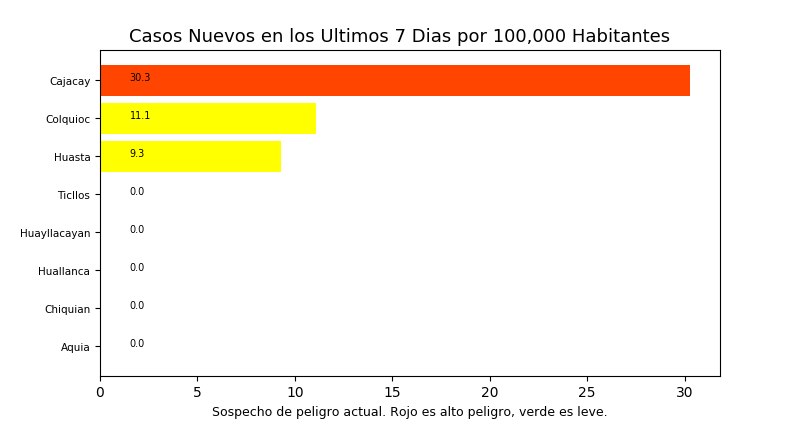 Casos Nuevos en los Ultimos 7 Dias por 100,000 Habitantes
Cajacay 30.3
Colquioc 11.1
Huasta 9.3
Ticllos 0.0
Huayllacayan 0.0
Huallanca 0.0
Chiquian 0.0
Aquia 0.0
0 5 10 15 20 25 30
Sospecho de peligro actual. Rojo es alto peligro, verde es leve.